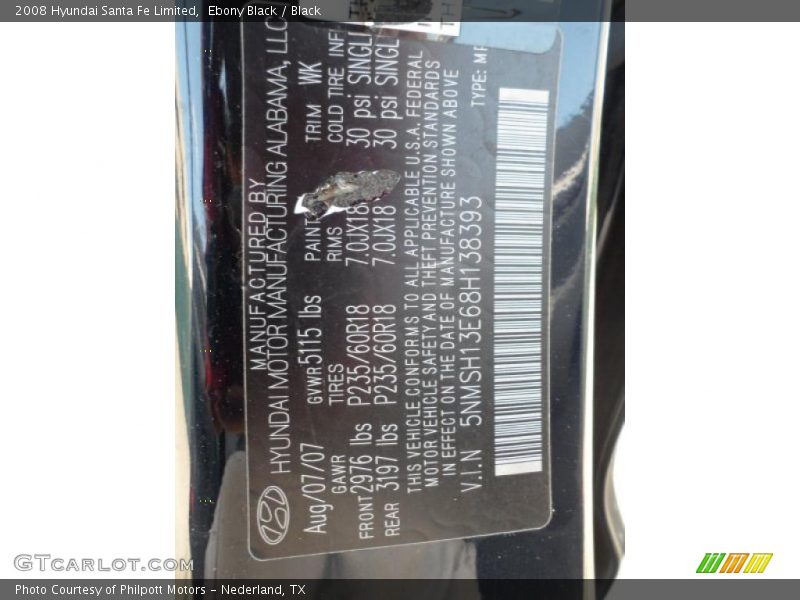 2008 Hyundai Santa Fe Limited, Ebony Black / Black
MANUFACTURED BY
HYUNDAI MOTOR MANUFACTURING ALABAMA, LLC
Aug/07/07 GVWR 5115 lbs PAINT TRIM WK
GAWR TIRES RIMS COLD TIRE INF
FRONT 2976 lbs P235/60R18 7.0JX18 30 psi SINGL
REAR 3197 lbs P235/60R18 7.0JX18 30 psi SINGL
THIS VEHICLE CONFORMS TO ALL APPLICABLE U.S.A. FEDERAL
MOTOR VEHICLE SAFETY AND THEFT PREVENTION STANDARDS
IN EFFECT ON THE DATE OF MANUFACTURE SHOWN ABOVE
V.I.N 5NMSH13E68H138393 TYPE: MP
GTCARLOT.COM
Photo Courtesy of Philpott Motors - Nederland, TX